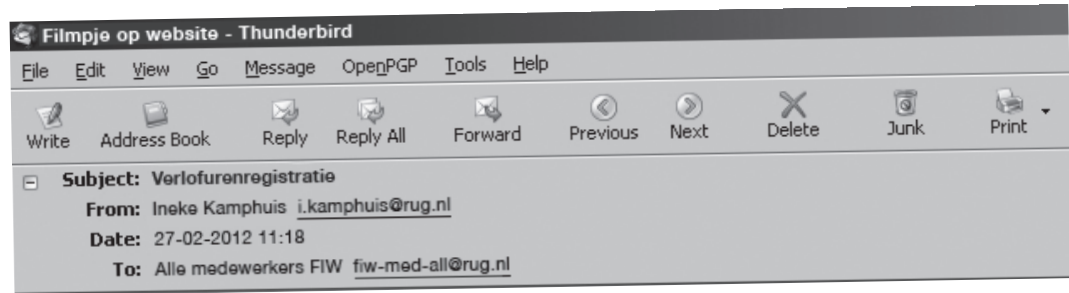 Filmpje op website - Thunderbird
File Edit View Go Message OpenPGP Tools Help
Write Address Book Reply Reply All Forward Previous Next Delete Junk Print
Subject: Verlofurenregistratie
From: Ineke Kamphuis i.kamphuis@rug.nl
Date: 27-02-2012 11:18
To: Alle medewerkers FIW fiw-med-all@rug.nl